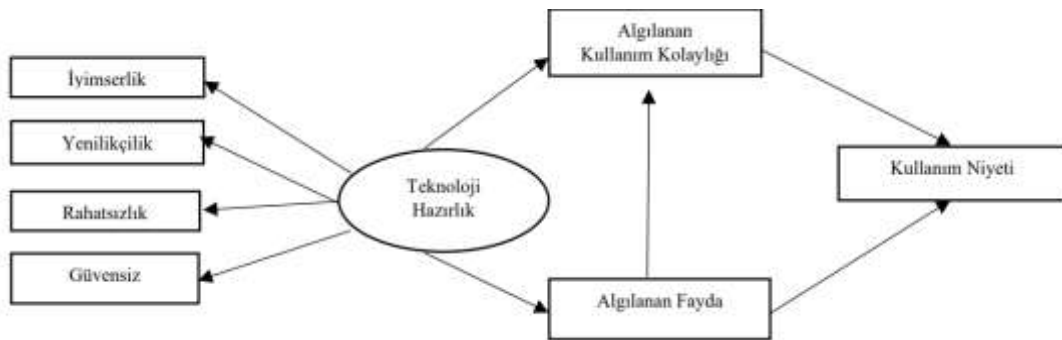 İyimserlik
Yenilikçilik
Rahatsızlık
Güvensiz
Teknoloji
Hazırlık
Algılanan
Kullanım Kolaylığı
Algılanan Fayda
Kullanım Niyeti